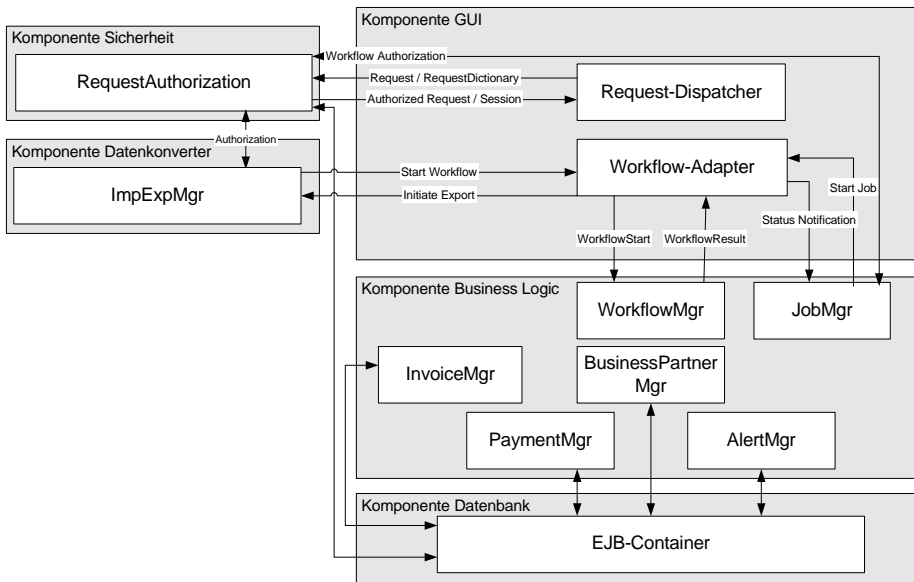 Komponente GUI
Komponente Sicherheit
RequestAuthorization
Workflow Authorization
Request / RequestDictionary
Authorized Request / Session
Request-Dispatcher
Authorization
Komponente Datenkonverter
ImpExpMgr
Start Workflow
Initiate Export
Workflow-Adapter
Start Job
Status Notification
WorkflowStart
WorkflowResult
Komponente Business Logic
WorkflowMgr
JobMgr
InvoiceMgr
BusinessPartner
Mgr
PaymentMgr
AlertMgr
Komponente Datenbank
EJB-Container